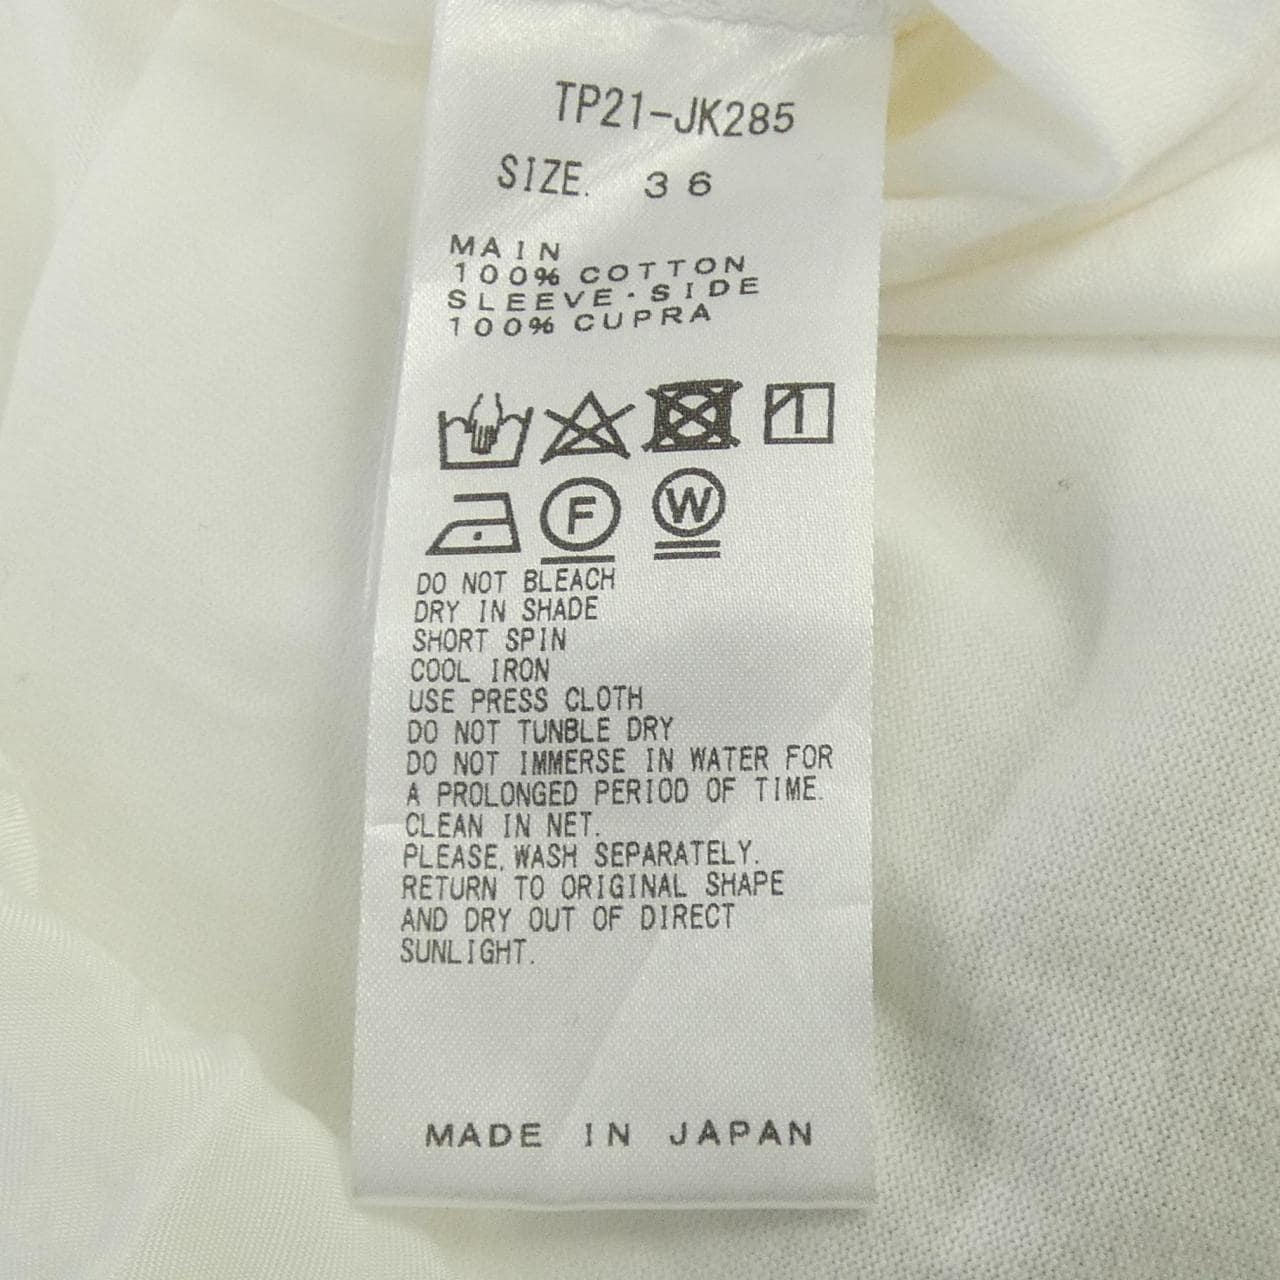 TP21-JK285
SIZE. 36
MAIN
100% COTTON
SLEEVE・SIDE
100% CUPRA
F W
DO NOT BLEACH
DRY IN SHADE
SHORT SPIN
COOL IRON
USE PRESS CLOTH
DO NOT TUNBLE DRY
DO NOT IMMERSE IN WATER FOR
A PROLONGED PERIOD OF TIME.
CLEAN IN NET.
PLEASE, WASH SEPARATELY.
RETURN TO ORIGINAL SHAPE
AND DRY OUT OF DIRECT
SUNLIGHT.
MADE IN JAPAN